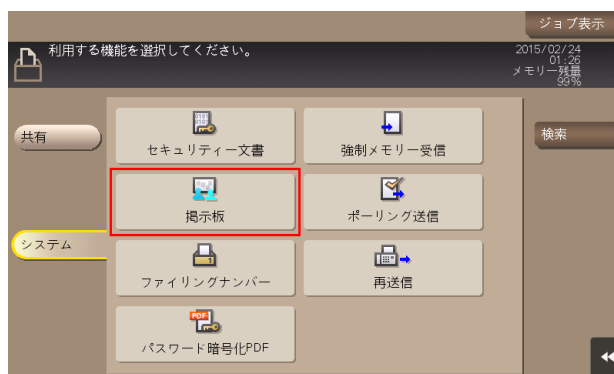 ジョブ表示
利用する機能を選択してください。
2015/02/24
01:26
メモリー残量
99%
共有
検索
0101
0101
セキュリティー文書
強制メモリー受信
掲示板
ポーリング送信
システム
ファイリングナンバー
再送信
PDF
パスワード暗号化PDF